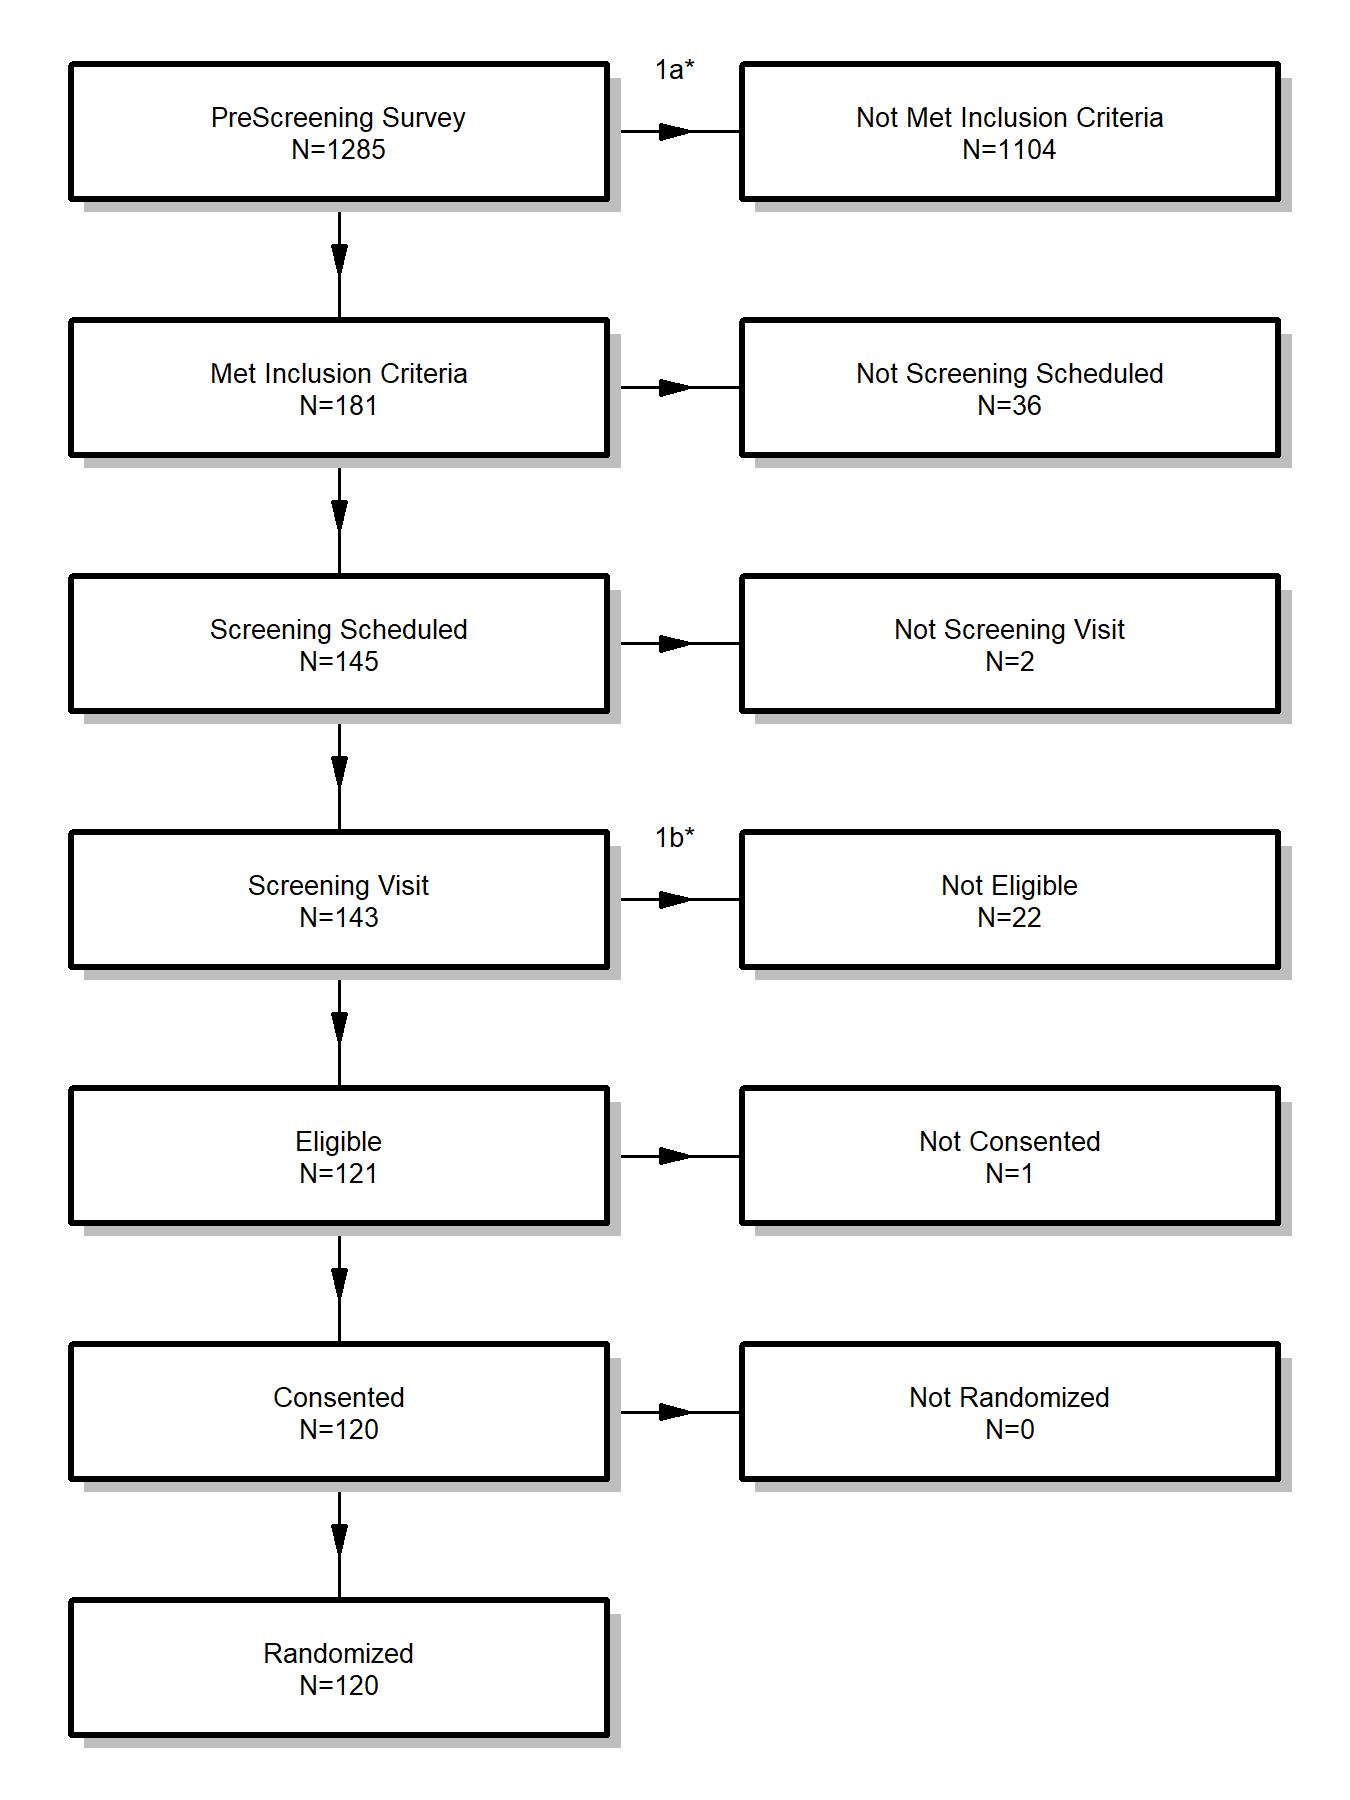 PreScreening Survey
N=1285
1a*
Not Met Inclusion Criteria
N=1104
Met Inclusion Criteria
N=181
Not Screening Scheduled
N=36
Screening Scheduled
N=145
Not Screening Visit
N=2
Screening Visit
N=143
1b*
Not Eligible
N=22
Eligible
N=121
Not Consented
N=1
Consented
N=120
Not Randomized
N=0
Randomized
N=120